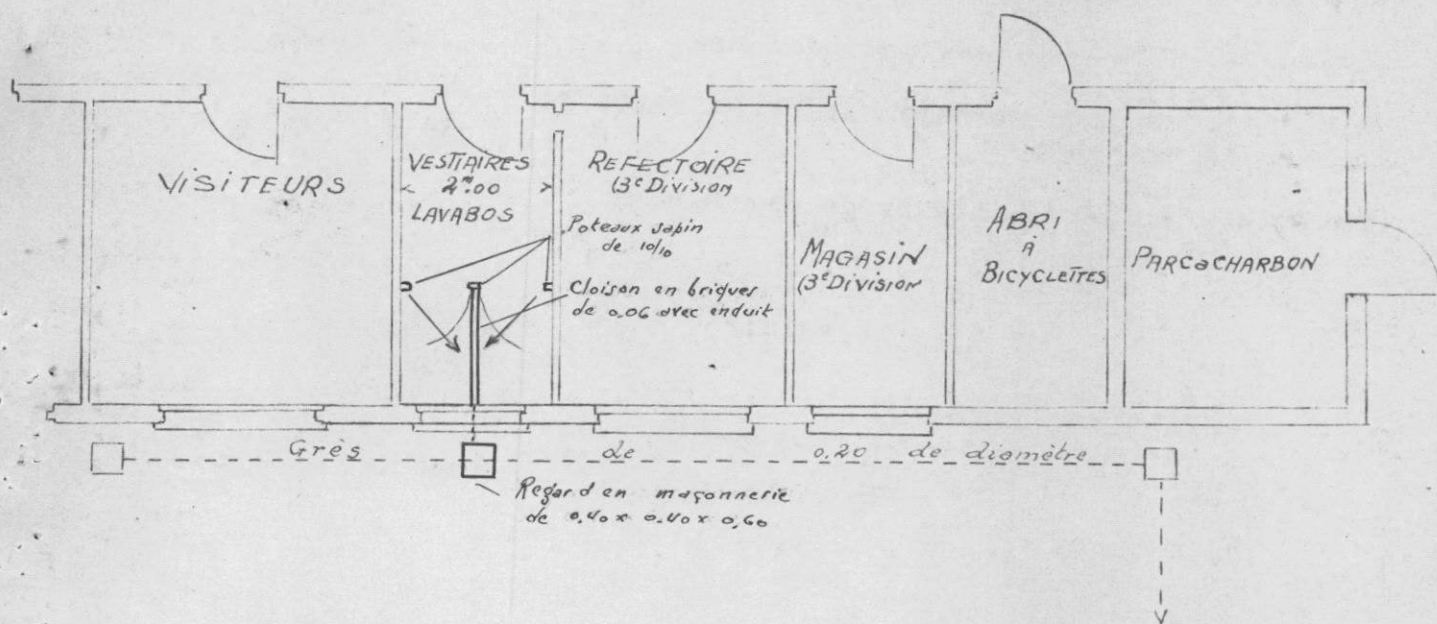 VISITEURS
VESTIAIRES
2ᵐ00
LAVABOS
REFECTOIRE
(3ᵉ Division
Poteaux sapin
de 10/10
Cloison en briques
de 0,06 avec enduit
MAGASIN
(3ᵉ DIVISION
ABRI
À
BICYCLETTES
PARC à CHARBON
Grès de 0,20 de diamètre
Regard en maçonnerie
de 0,40 x 0,40 x 0,60